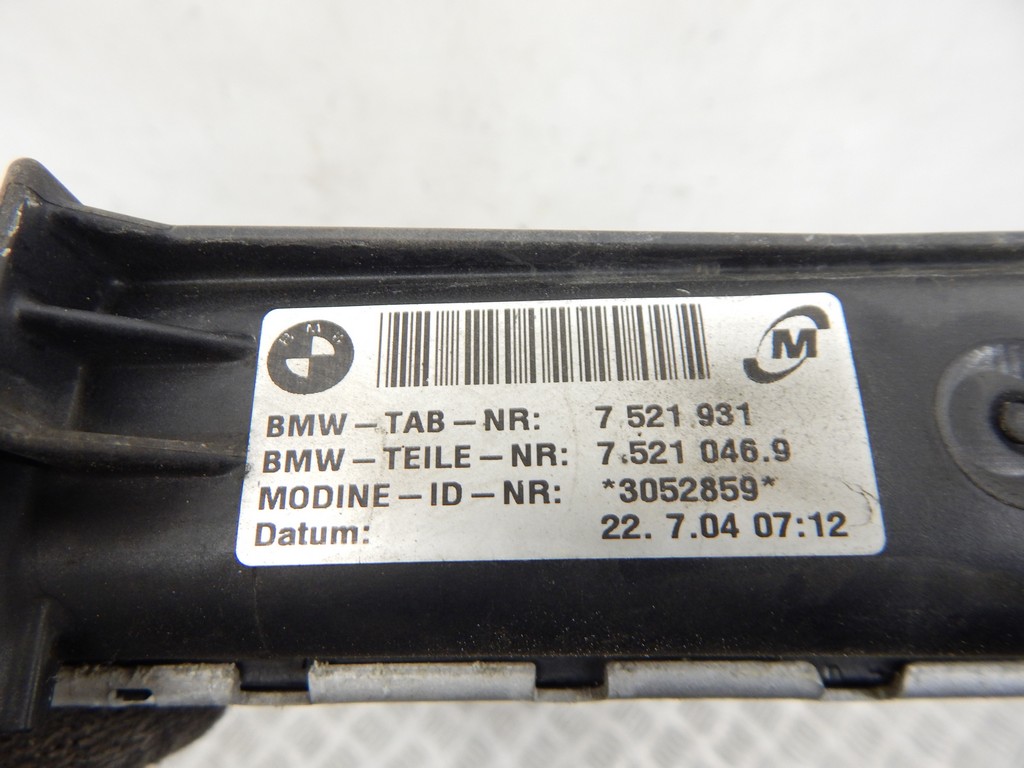 BMW
M
BMW-TAB-NR: 7 521 931
BMW-TEILE-NR: 7.521 046.9
MODINE-ID-NR: *3052859*
Datum: 22. 7.04 07:12